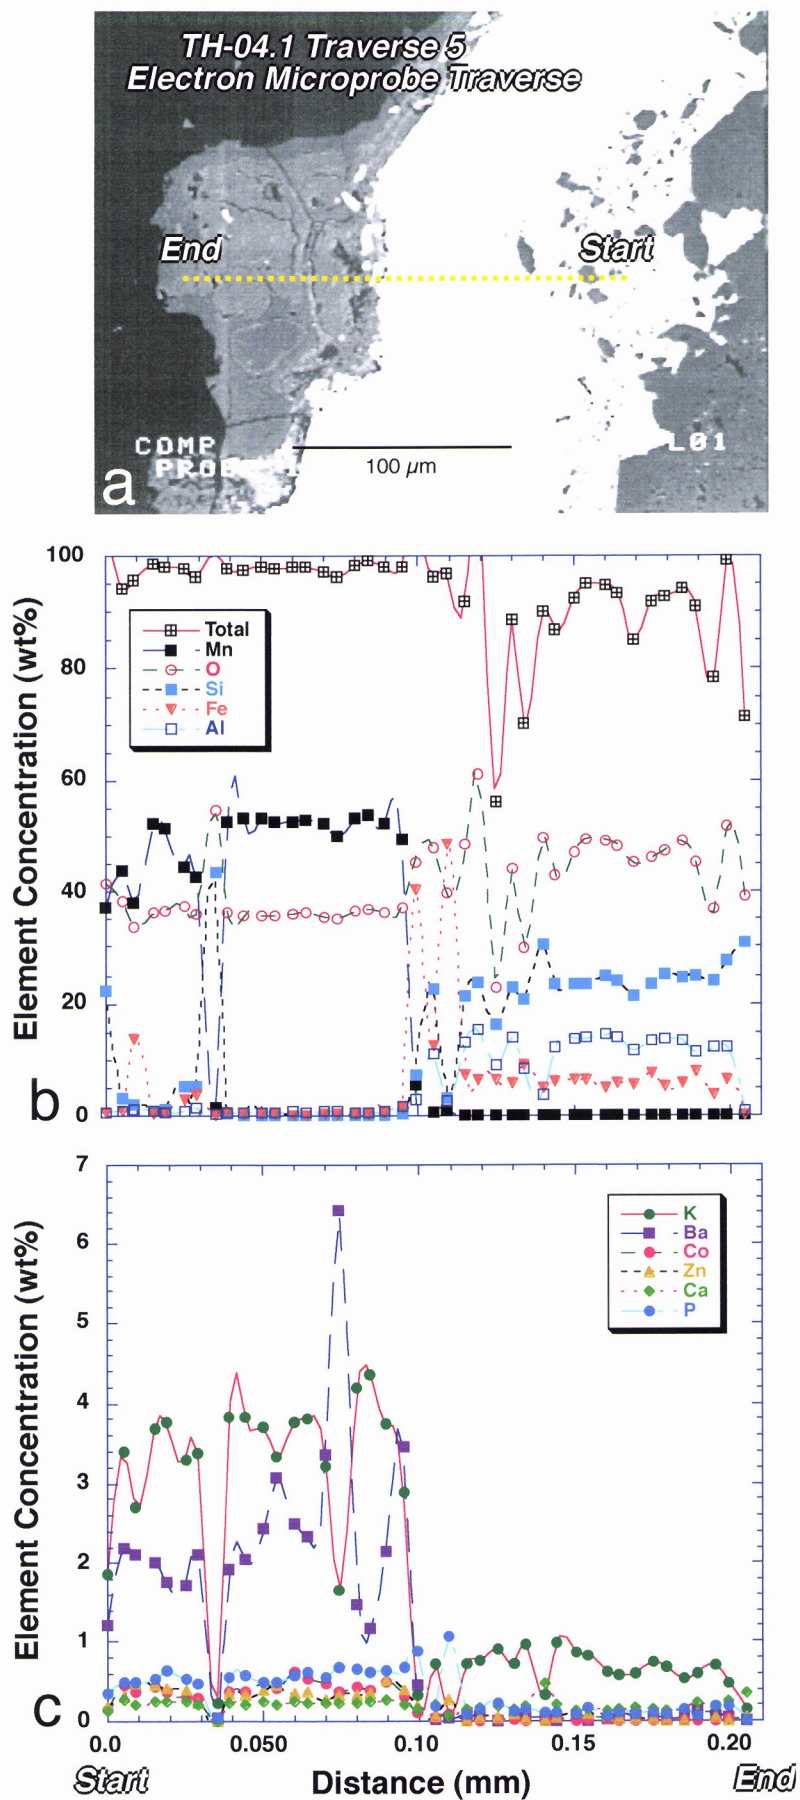 TH-04.1 Traverse 5
Electron Microprobe Traverse
End
Start
COMP
PROBE
L01
100 µm
a
Element Concentration (wt%)
100
80
60
40
20
0
Total
Mn
O
Si
Fe
Al
b
Element Concentration (wt%)
7
6
5
4
3
2
1
0
K
Ba
Co
Zn
Ca
P
c
0.0
0.050
0.10
0.15
0.20
Start
Distance (mm)
End